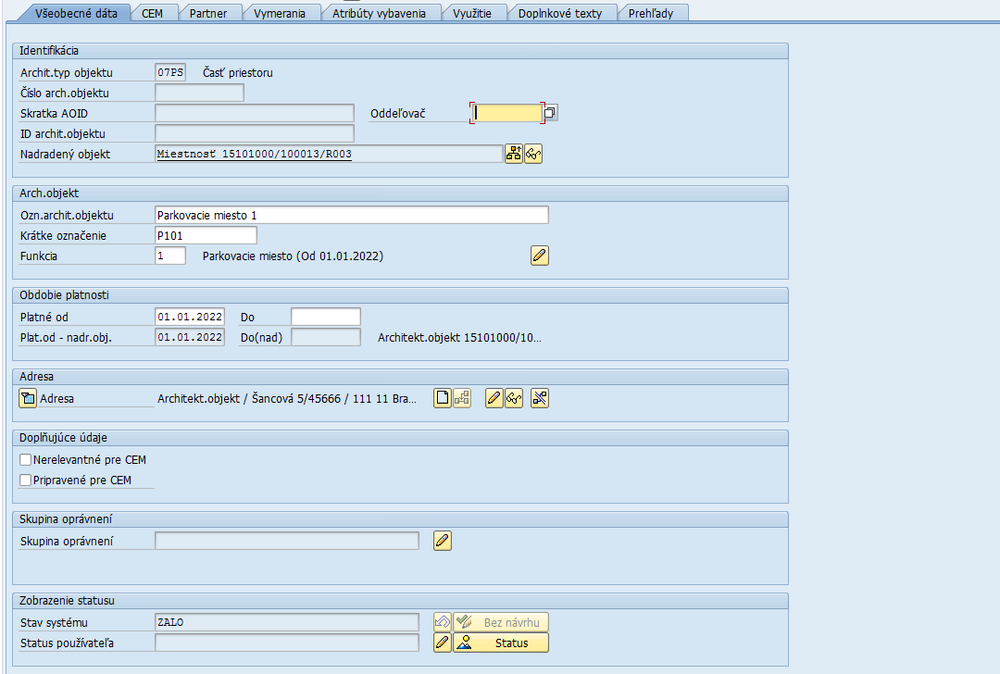 Všeobecné dáta CEM Partner Vymerania Atribúty vybavenia Využitie Doplnkové texty Prehľady
Identifikácia
Archit.typ objektu 07PS Časť priestoru
Číslo arch.objektu
Skratka AOID Oddeľovač
ID archit.objektu
Nadradený objekt Miestnosť 15101000/100013/R003
Arch.objekt
Ozn.archit.objektu Parkovacie miesto 1
Krátke označenie P101
Funkcia 1 Parkovacie miesto (Od 01.01.2022)
Obdobie platnosti
Platné od 01.01.2022 Do
Plat.od - nadr.obj. 01.01.2022 Do(nad) Architekt.objekt 15101000/10...
Adresa
Adresa Architekt.objekt / Šancová 5/45666 / 111 11 Bra...
Doplňujúce údaje
Nerelevantné pre CEM
Pripravené pre CEM
Skupina oprávnení
Skupina oprávnení
Zobrazenie statusu
Stav systému ZALO Bez návrhu
Status používateľa Status